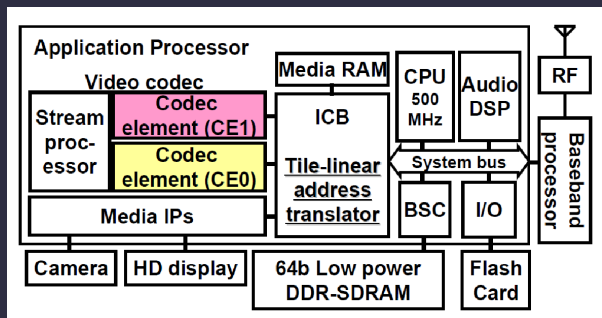 Application Processor
Video codec
Stream
proc-
essor
Codec
element (CE1)
Codec
element (CE0)
Media IPs
Media RAM
ICB
Tile-linear
address
translator
CPU
500
MHz
Audio
DSP
System bus
BSC
I/O
RF
Baseband
processor
Camera
HD display
64b Low power
DDR-SDRAM
Flash
Card